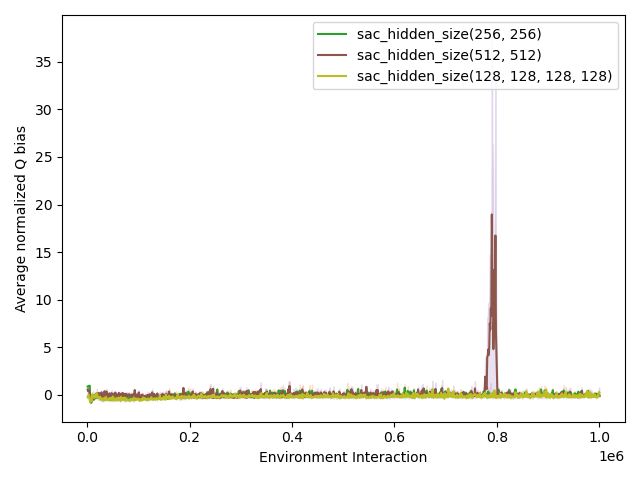 sac_hidden_size(256, 256)
sac_hidden_size(512, 512)
sac_hidden_size(128, 128, 128, 128)
Average normalized Q bias
35
30
25
20
15
10
5
0
0.0 0.2 0.4 0.6 0.8 1.0
1e6
Environment Interaction